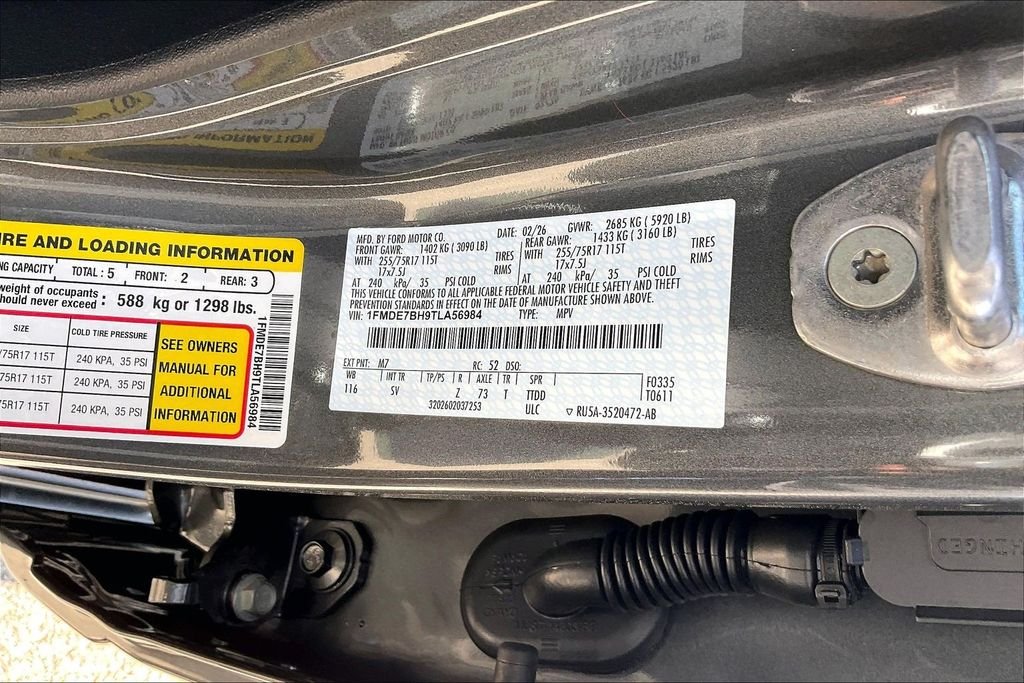 IRE AND LOADING INFORMATION
NG CAPACITY TOTAL: 5 FRONT: 2 REAR: 3
weight of occupants :
should never exceed : 588 kg or 1298 lbs.
SIZE COLD TIRE PRESSURE
/75R17 115T 240 KPA, 35 PSI
75R17 115T 240 KPA, 35 PSI
75R17 115T 240 KPA, 35 PSI
SEE OWNERS
MANUAL FOR
ADDITIONAL
INFORMATION
1FMDE7BH9TLA56984
MFD. BY FORD MOTOR CO. DATE: 02/26 GVWR: 2685 KG ( 5920 LB)
FRONT GAWR: 1402 KG ( 3090 LB) REAR GAWR: 1433 KG ( 3160 LB)
WITH 255/75R17 115T TIRES WITH 255/75R17 115T TIRES
17x7.5J RIMS 17x7.5J RIMS
AT 240 kPa/ 35 PSI COLD AT 240 kPa/ 35 PSI COLD
THIS VEHICLE CONFORMS TO ALL APPLICABLE FEDERAL MOTOR VEHICLE SAFETY AND THEFT
PREVENTION STANDARDS IN EFFECT ON THE DATE OF MANUFACTURE SHOWN ABOVE.
VIN: 1FMDE7BH9TLA56984 TYPE: MPV
EXT PNT: M7 RC: 52 DSO:
WB INT TR TP/PS R AXLE TR SPR F0335
116 SV Z 73 T TTDD T0611
3202602037253 ULC RU5A-3520472-AB
HINGED